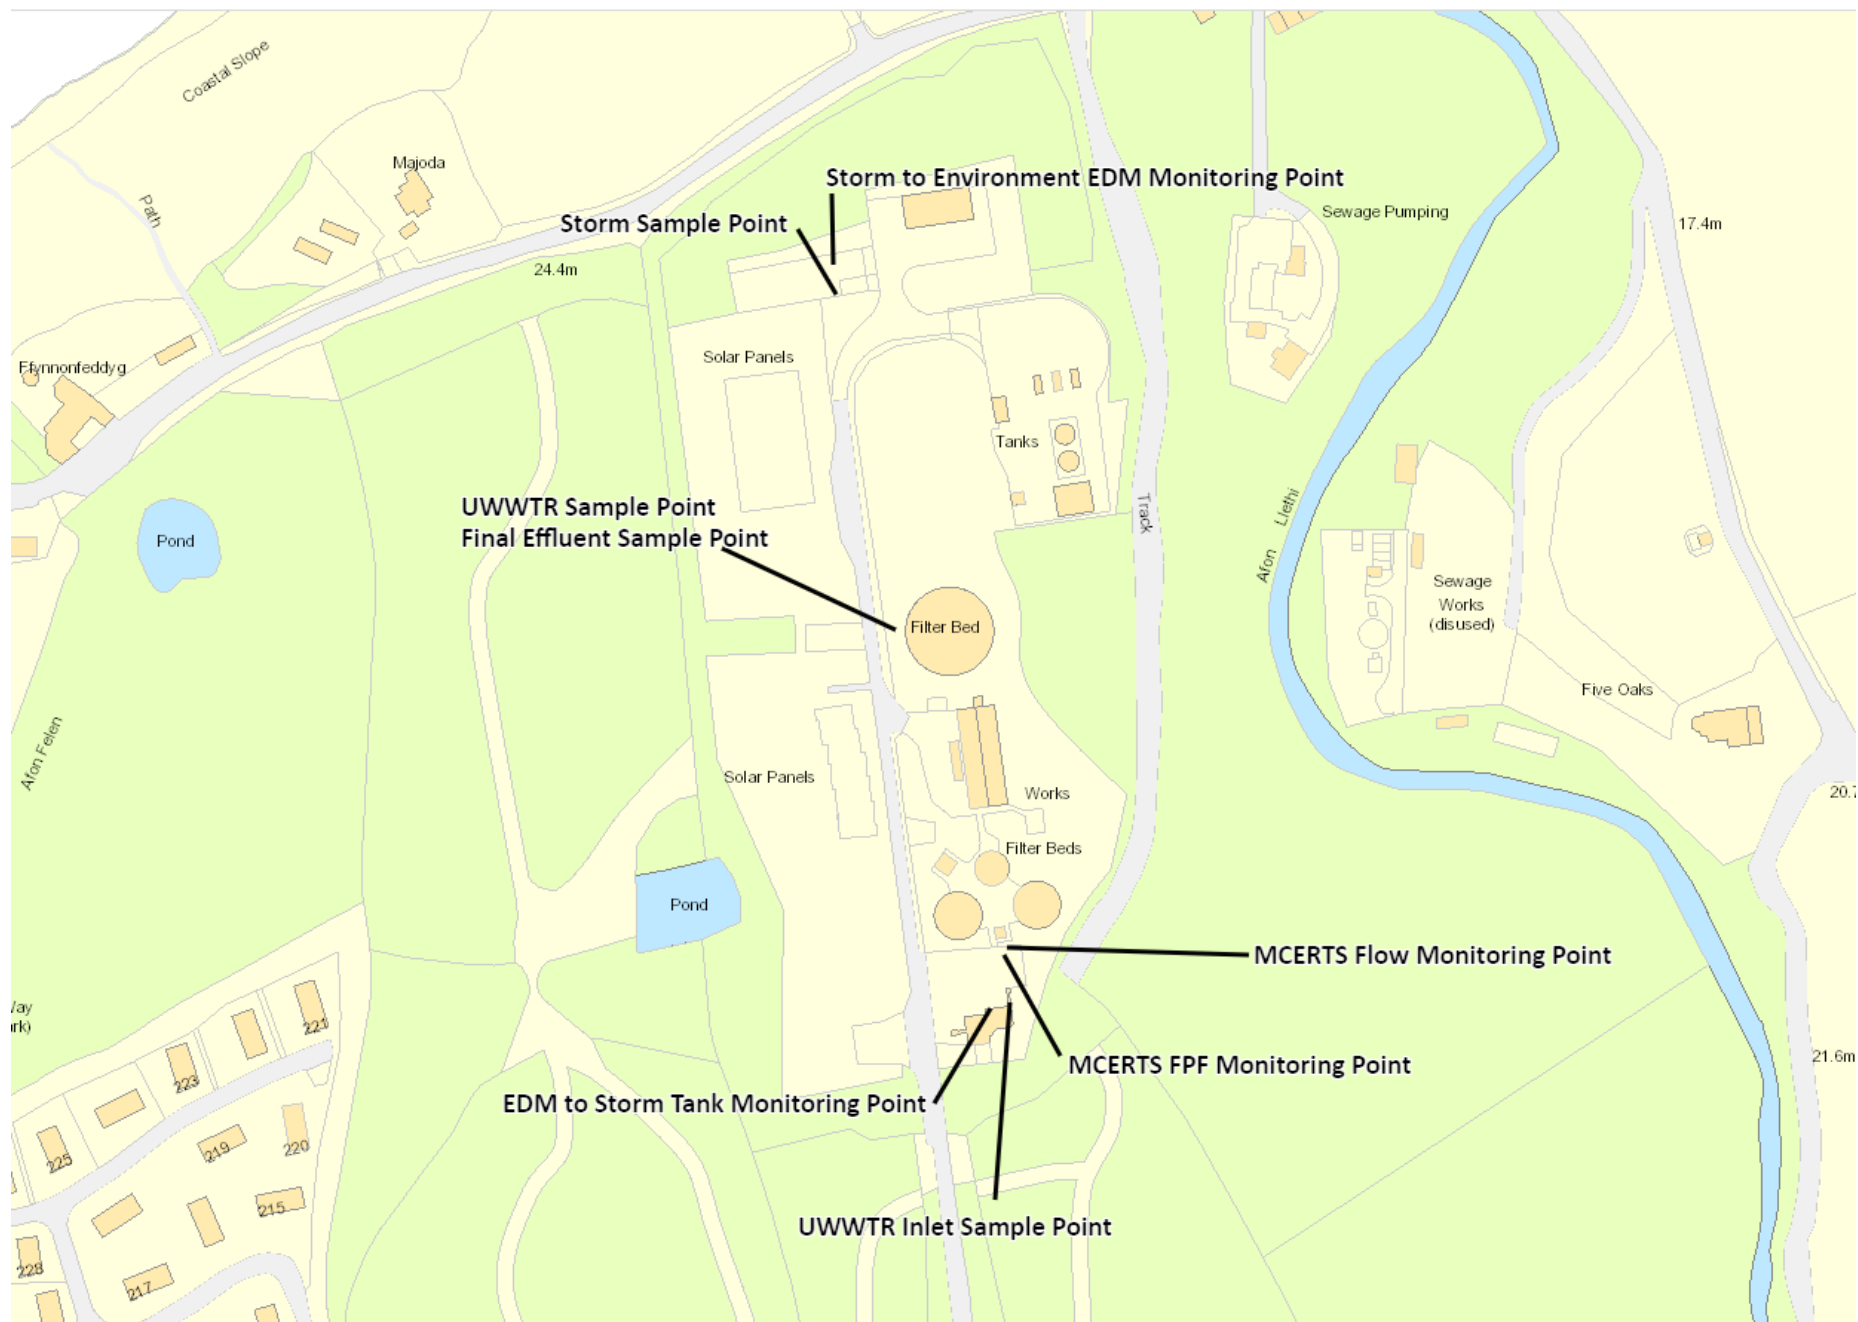 Coastal Slope
Majoda
Path
Storm to Environment EDM Monitoring Point
Storm Sample Point
Sewage Pumping
17.4m
24.4m
Ffynnonfeddyg
Solar Panels
Tanks
Track
Afon Llethi
UWWTR Sample Point
Final Effluent Sample Point
Pond
Sewage
Works
(disused)
Filter Bed
Five Oaks
Afon Felen
Solar Panels
Works
20.7
Filter Beds
Pond
MCERTS Flow Monitoring Point
221
223
21.6m
MCERTS FPF Monitoring Point
EDM to Storm Tank Monitoring Point
225
219
220
215
UWWTR Inlet Sample Point
228
217